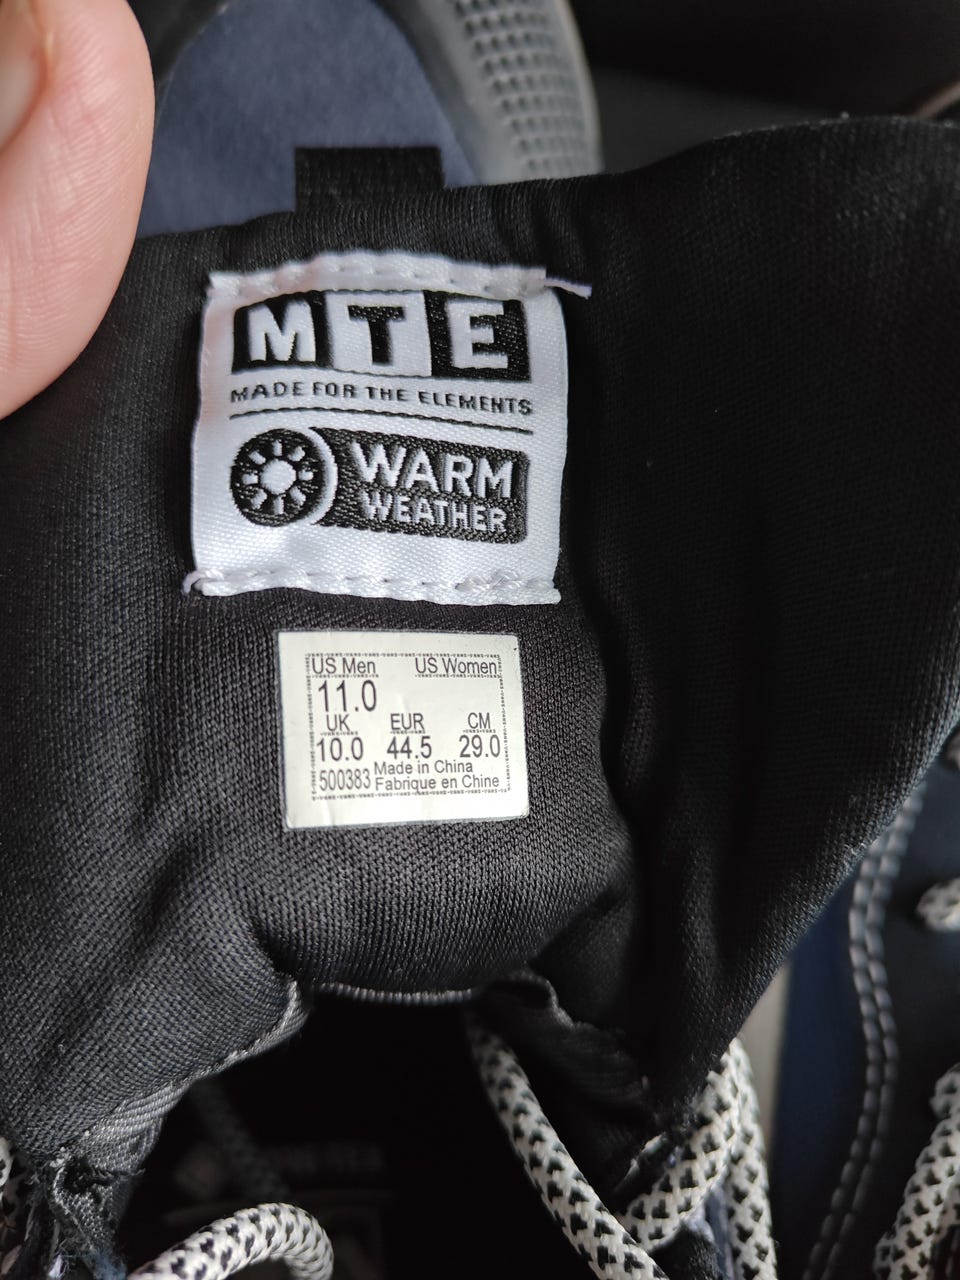 MTE
MADE FOR THE ELEMENTS
WARM
WEATHER
US Men US Women
11.0
UK EUR CM
10.0 44.5 29.0
500383 Made in China
Fabrique en Chine